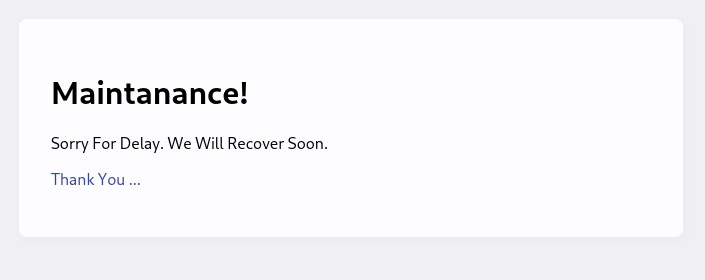 Maintanance!
Sorry For Delay. We Will Recover Soon.
Thank You ...